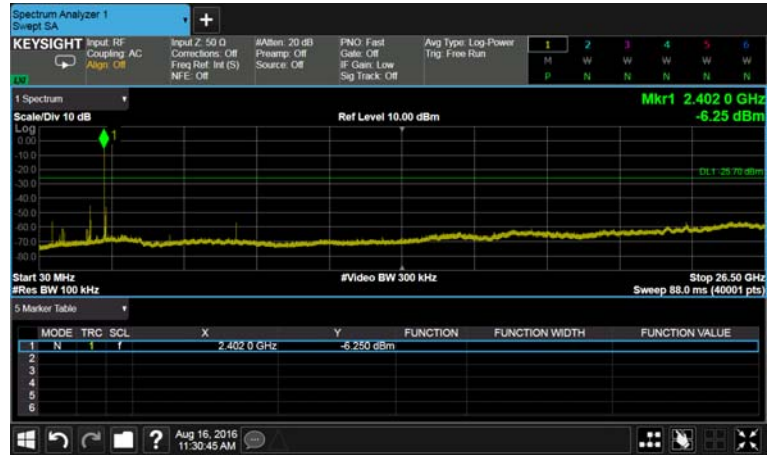 Spectrum Analyzer 1
Swept SA
+
KEYSIGHT Input: RF Input Z: 50 Ω #Atten: 20 dB PNO: Fast Avg Type: Log-Power 1 2 3 4 5 6
Coupling: AC Corrections: Off Preamp: Off Gate: Off Trig: Free Run M W W W W W
Align: Off Freq Ref: Int (S) Source: Off IF Gain: Low P N N N N N
LXI NFE: Off Sig Track: Off
1 Spectrum Mkr1 2.402 0 GHz
Scale/Div 10 dB Ref Level 10.00 dBm -6.25 dBm
Log
1
0.00
-10.0
-20.0 DL1 -25.70 dBm
-30.0
-40.0
-50.0
-60.0
-70.0
-80.0
Start 30 MHz #Video BW 300 kHz Stop 26.50 GHz
#Res BW 100 kHz Sweep 88.0 ms (40001 pts)
5 Marker Table
MODE TRC SCL X Y FUNCTION FUNCTION WIDTH FUNCTION VALUE
1 N 1 f 2.402 0 GHz -6.250 dBm
2
3
4
5
6
? Aug 16, 2016
11:30:45 AM